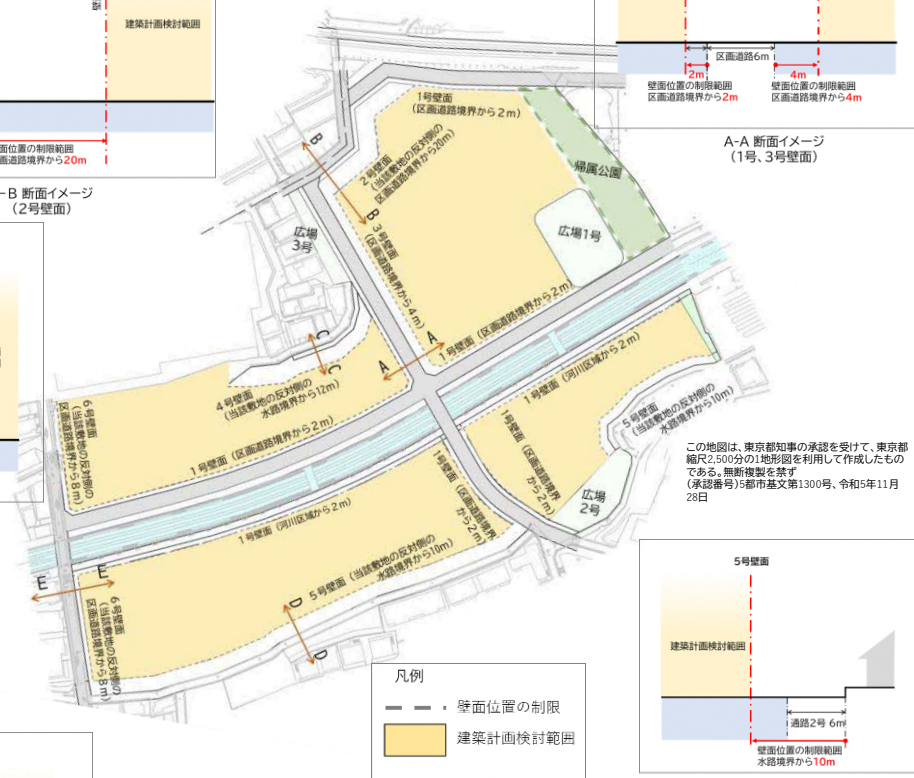 建築計画検討範囲
面位置の制限範囲
画道路境界から20m
-B 断面イメージ
(2号壁面)
区画道路6m
2m
4m
壁面位置の制限範囲
区画道路境界から2m
壁面位置の制限範囲
区画道路境界から4m
A-A 断面イメージ
(1号、3号壁面)
1号壁面
(区画道路境界から2m)
2号壁面
(当該敷地の反対側の
区画道路境界から20m)
B
B
3号壁面
(区画道路境界から4m)
帰属公園
広場1号
広場
3号
1号壁面 (区画道路境界から2m)
A
A
C
C
4号壁面
(当該敷地の反対側の
水路境界から12m)
1号壁面 (区画道路境界から2m)
6号壁面
(当該敷地の反対側の
区画道路境界から8m)
1号壁面 (河川区域から2m)
5号壁面
(当該敷地の反対側の
水路境界から10m)
1号壁面
(区画道路境界
から2m)
広場
2号
1号壁面
(区画道路境界
から2m)
1号壁面 (河川区域から2m)
5号壁面 (当該敷地の反対側の
水路境界から10m)
E
E
6号壁面
(当該敷地の反対側の
区画道路境界から8m)
D
D
この地図は、東京都知事の承認を受けて、東京都
縮尺2,500分の1地形図を利用して作成したもの
である。無断複製を禁ず
(承認番号)5都市基文第1300号、令和5年11月
28日
凡例
壁面位置の制限
建築計画検討範囲
5号壁面
建築計画検討範囲
通路2号 6m
壁面位置の制限範囲
水路境界から10m